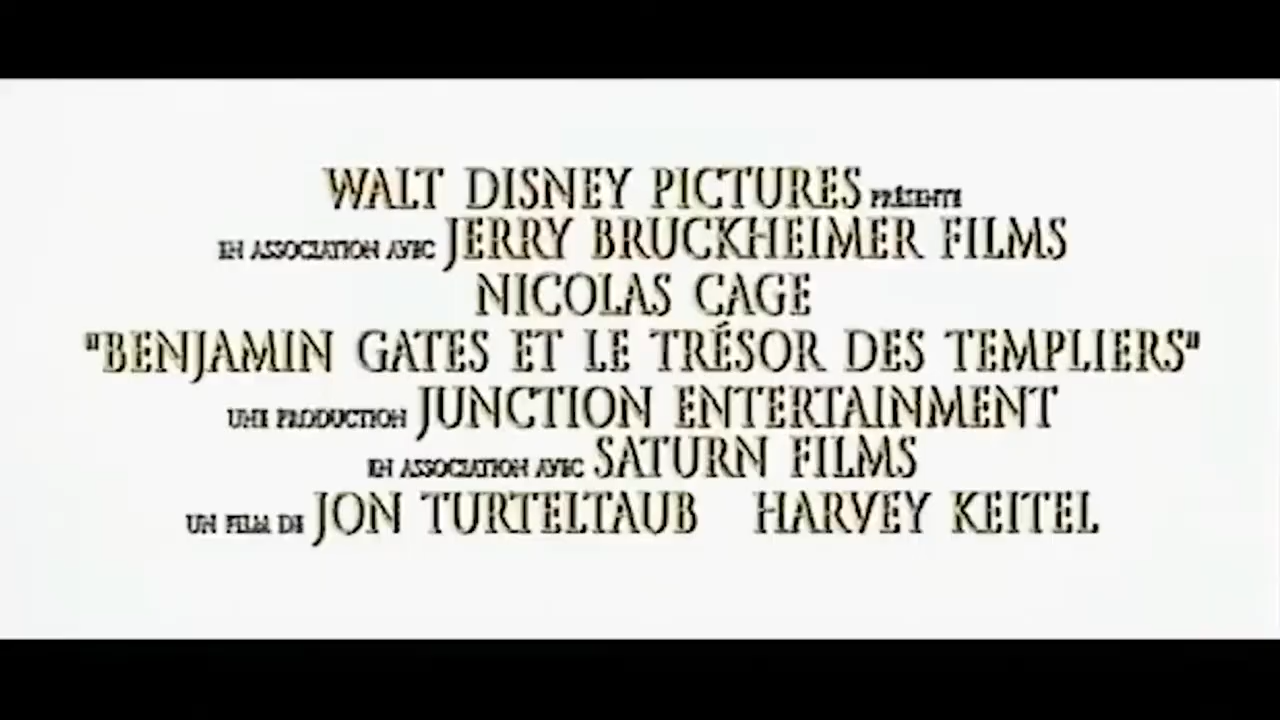 WALT DISNEY PICTURES PRÉSENTE
EN ASSOCIATION AVEC JERRY BRUCKHEIMER FILMS
NICOLAS CAGE
"BENJAMIN GATES ET LE TRÉSOR DES TEMPLIERS"
UNE PRODUCTION JUNCTION ENTERTAINMENT
EN ASSOCIATION AVEC SATURN FILMS
UN FILM DE JON TURTELTAUB HARVEY KEITEL